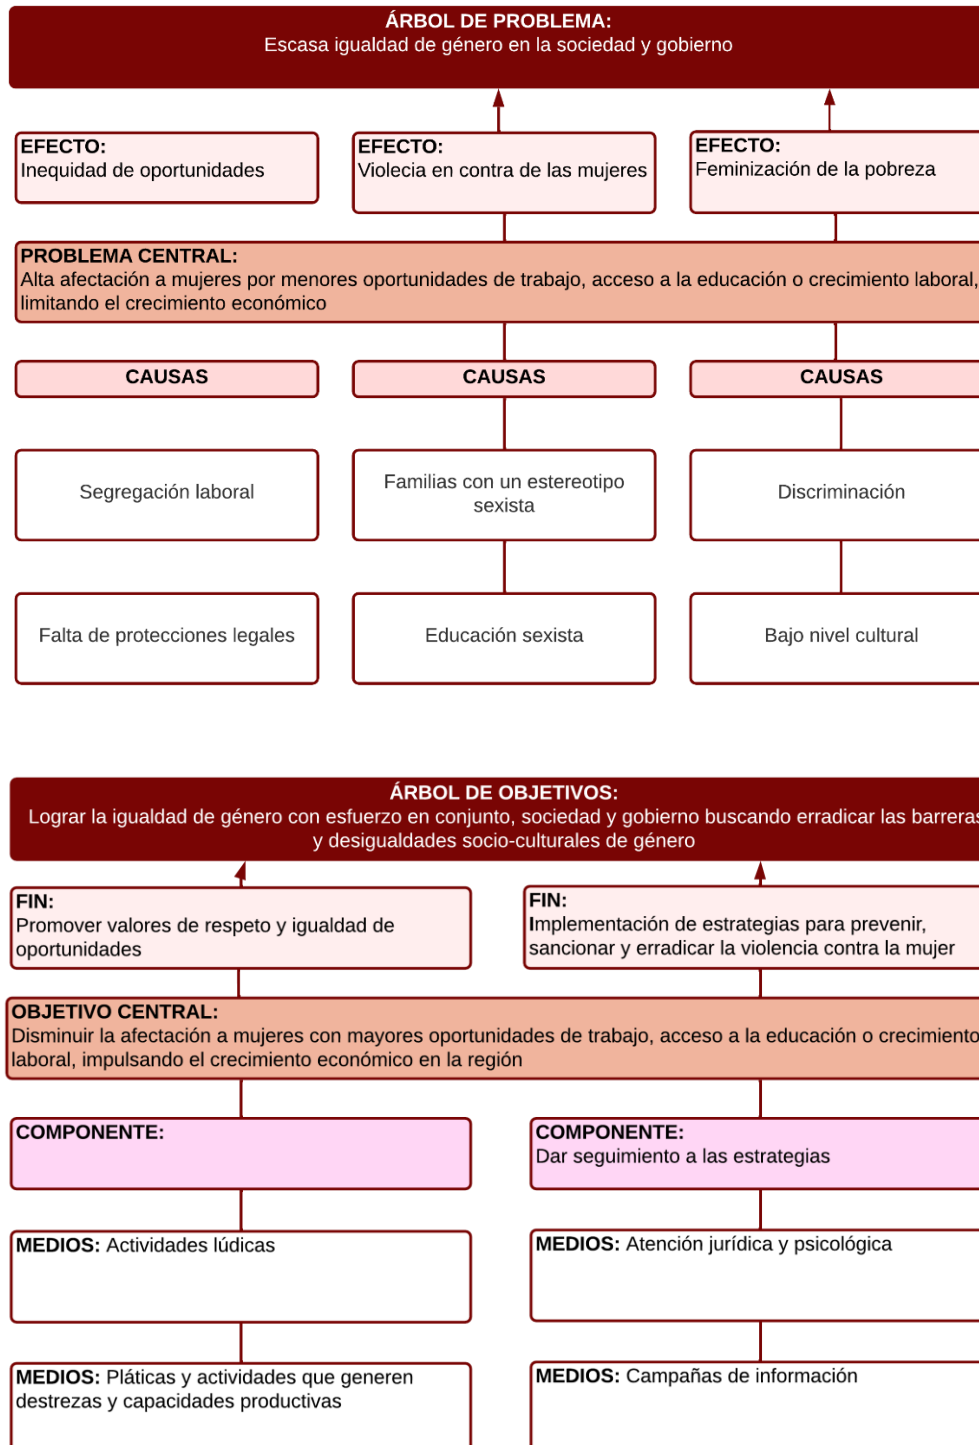 ÁRBOL DE PROBLEMA:
Escasa igualdad de género en la sociedad y gobierno
EFECTO:
Inequidad de oportunidades
EFECTO:
Violecia en contra de las mujeres
EFECTO:
Feminización de la pobreza
PROBLEMA CENTRAL:
Alta afectación a mujeres por menores oportunidades de trabajo, acceso a la educación o crecimiento laboral,
limitando el crecimiento económico
CAUSAS
CAUSAS
CAUSAS
Segregación laboral
Familias con un estereotipo
sexista
Discriminación
Falta de protecciones legales
Educación sexista
Bajo nivel cultural
ÁRBOL DE OBJETIVOS:
Lograr la igualdad de género con esfuerzo en conjunto, sociedad y gobierno buscando erradicar las barreras
y desigualdades socio-culturales de género
FIN:
Promover valores de respeto y igualdad de
oportunidades
FIN:
Implementación de estrategias para prevenir,
sancionar y erradicar la violencia contra la mujer
OBJETIVO CENTRAL:
Disminuir la afectación a mujeres con mayores oportunidades de trabajo, acceso a la educación o crecimiento
laboral, impulsando el crecimiento económico en la región
COMPONENTE:
COMPONENTE:
Dar seguimiento a las estrategias
MEDIOS: Actividades lúdicas
MEDIOS: Atención jurídica y psicológica
MEDIOS: Pláticas y actividades que generen
destrezas y capacidades productivas
MEDIOS: Campañas de información